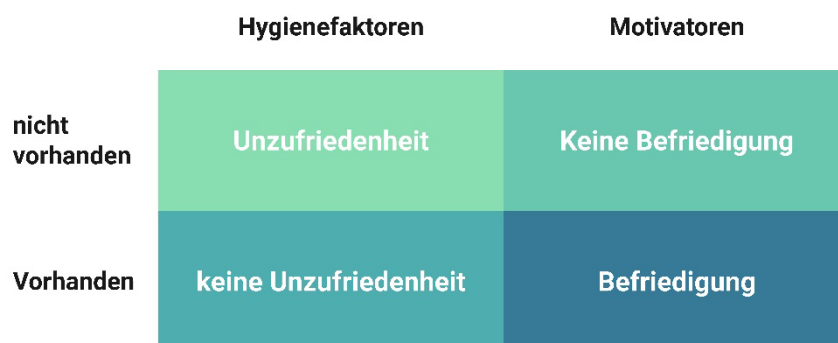 Hygienefaktoren
Motivatoren
nicht
vorhanden
Unzufriedenheit
Keine Befriedigung
Vorhanden
keine Unzufriedenheit
Befriedigung